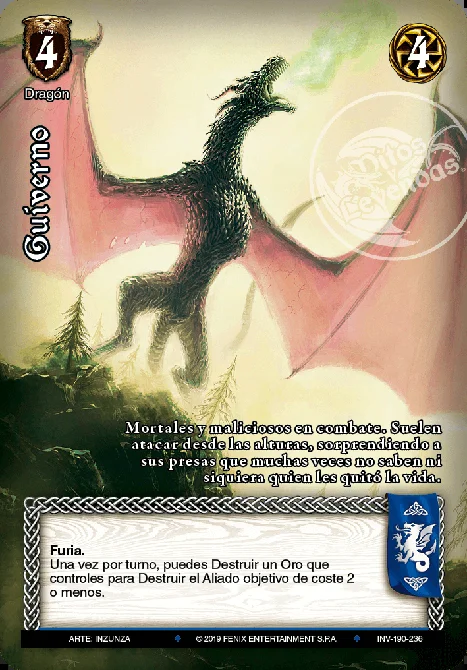 4
4
Dragón
Guiverno
Mitos
Leyendas
Mortales y maliciosos en combate. Suelen
atacar desde las alturas, sorprendiendo a
sus presas que muchas veces no saben ni
siquiera quien les quitó la vida.
Furia.
Una vez por turno, puedes Destruir un Oro que
controles para Destruir el Aliado objetivo de coste 2
o menos.
ARTE: INZUNZA
© 2019 FENIX ENTERTAINMENT S.P.A.
INV-190-236